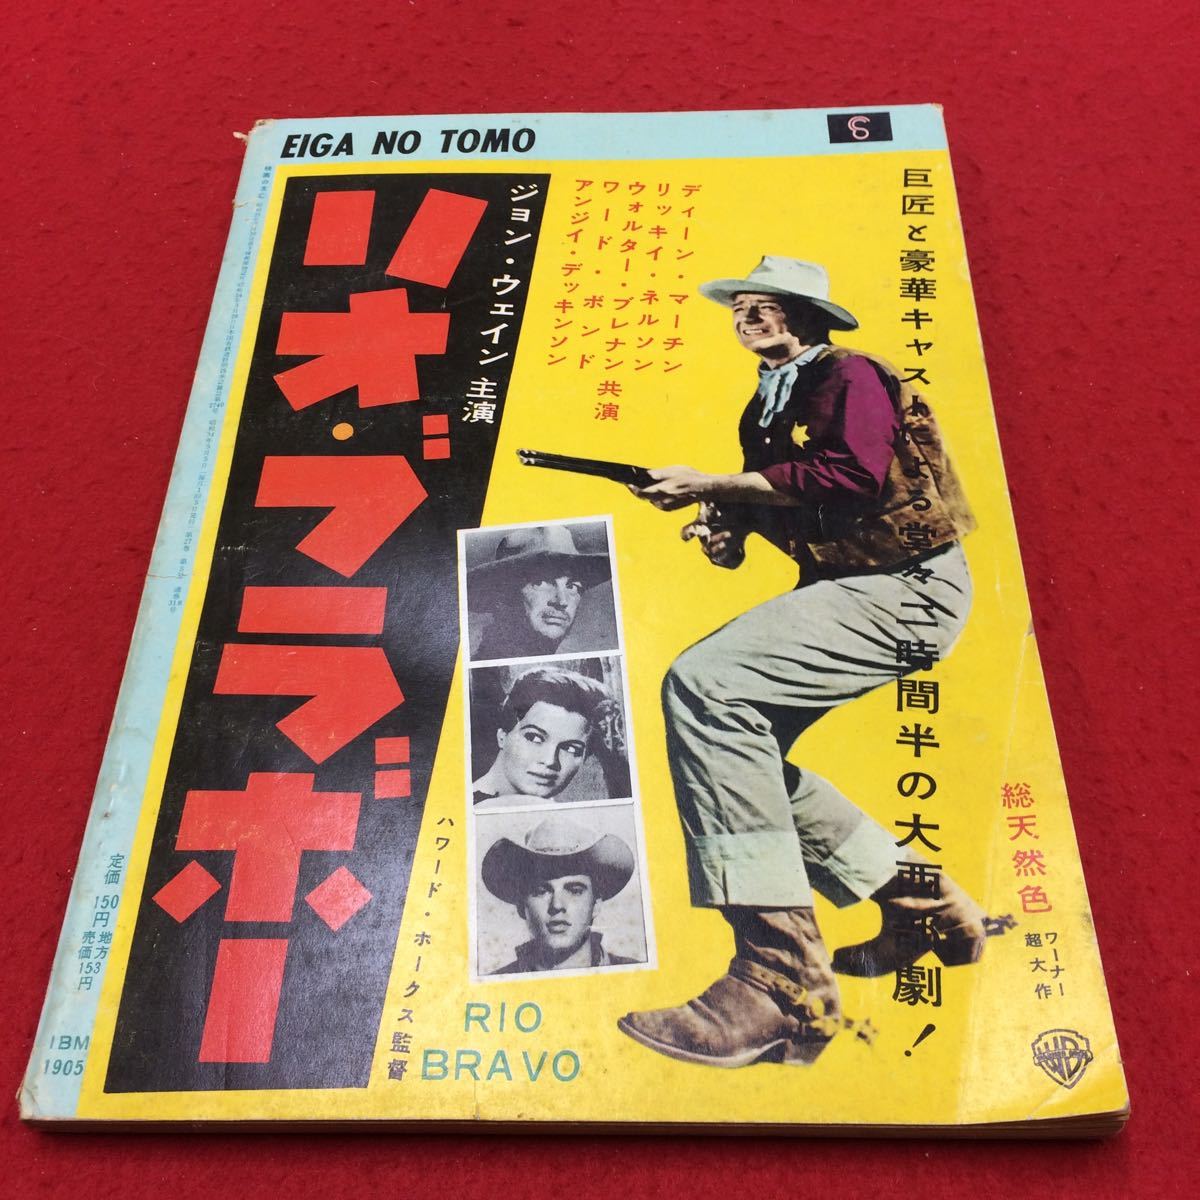 EIGA NO TOMO
巨匠と豪華キャストによる堂々二時間半の大西部劇!
総天然色
ワーナー
超大作
ディーン・マーチン
リッキイ・ネルソン
ウォルター・ブレナン
ワード・ボンド
アンジイ・デッキンソン
共演
ジョン・ウェイン主演
リオ・ブラボー
ハワード・ホークス監督
RIO
BRAVO
定価150円
地方売価153円
IBM
1905